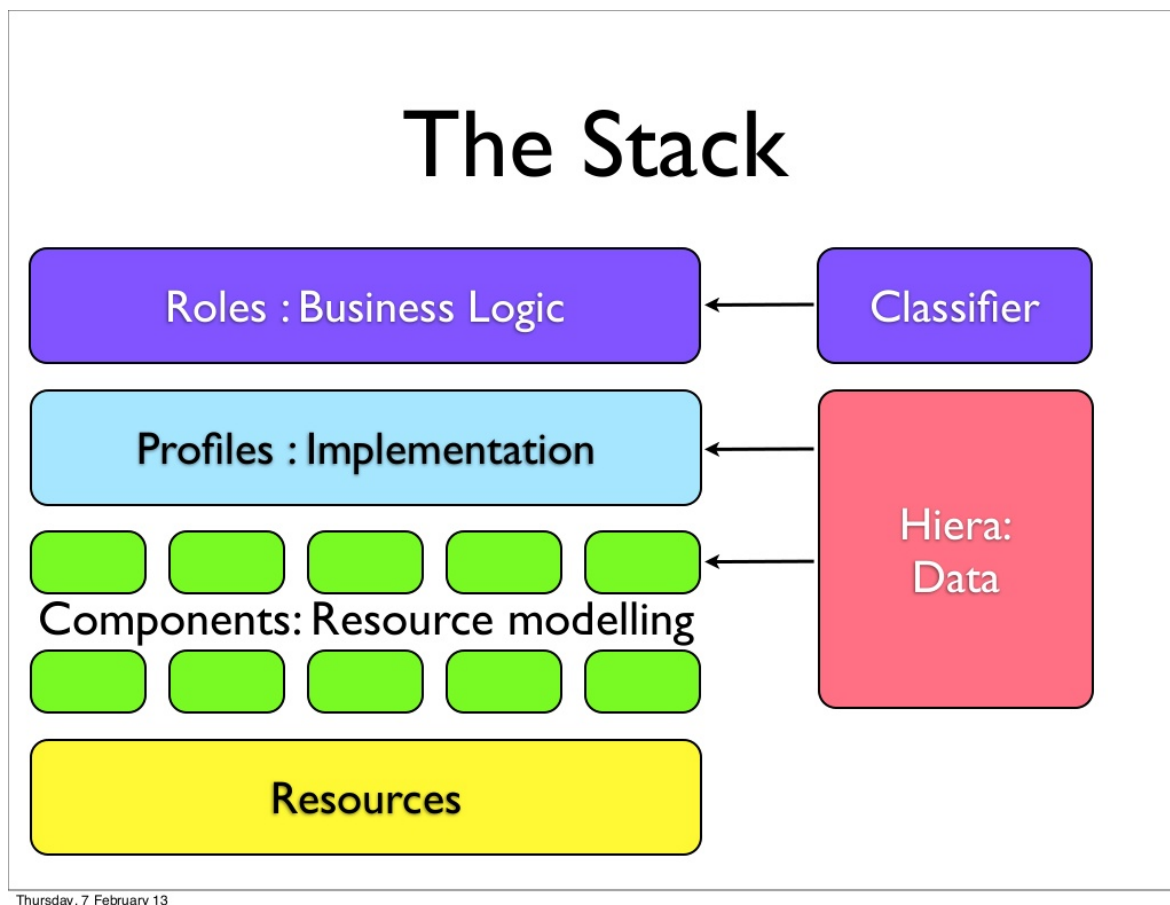 The Stack
Roles : Business Logic
Classifier
Profiles : Implementation
Hiera:
Data
Components: Resource modelling
Resources
Thursday, 7 February 13